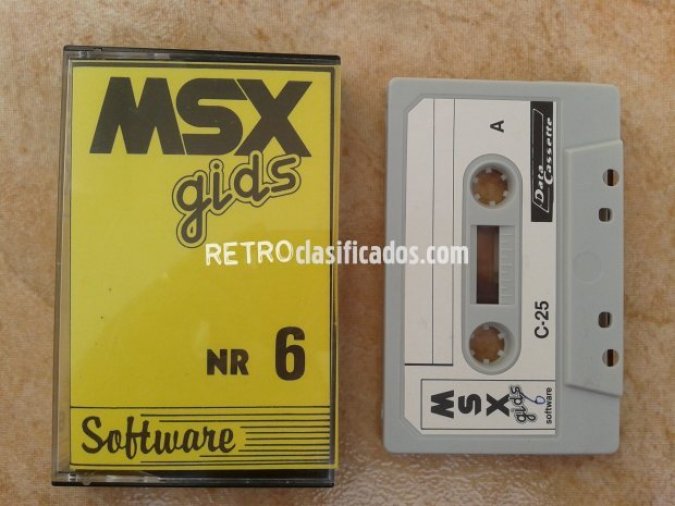 MSX
gids
NR 6
Software
RETROclasificados.com
A
Data
Cassette
C-25
MSX
gids
6
software